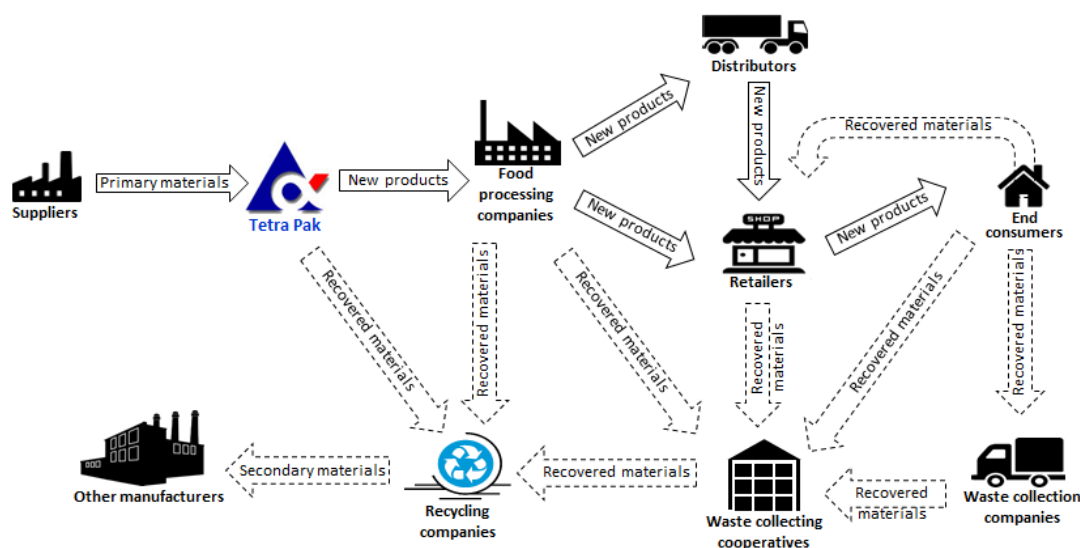 Distributors
New products
New products
Recovered materials
Suppliers
Primary materials
Tetra Pak
New products
Food
processing
companies
New products
SHOP
Retailers
New products
End
consumers
Recovered materials
Recovered materials
Recovered materials
Recovered
materials
Recovered materials
Recovered materials
Other manufacturers
Secondary materials
Recycling
companies
Recovered materials
Waste collecting
cooperatives
Recovered
materials
Waste collection
companies